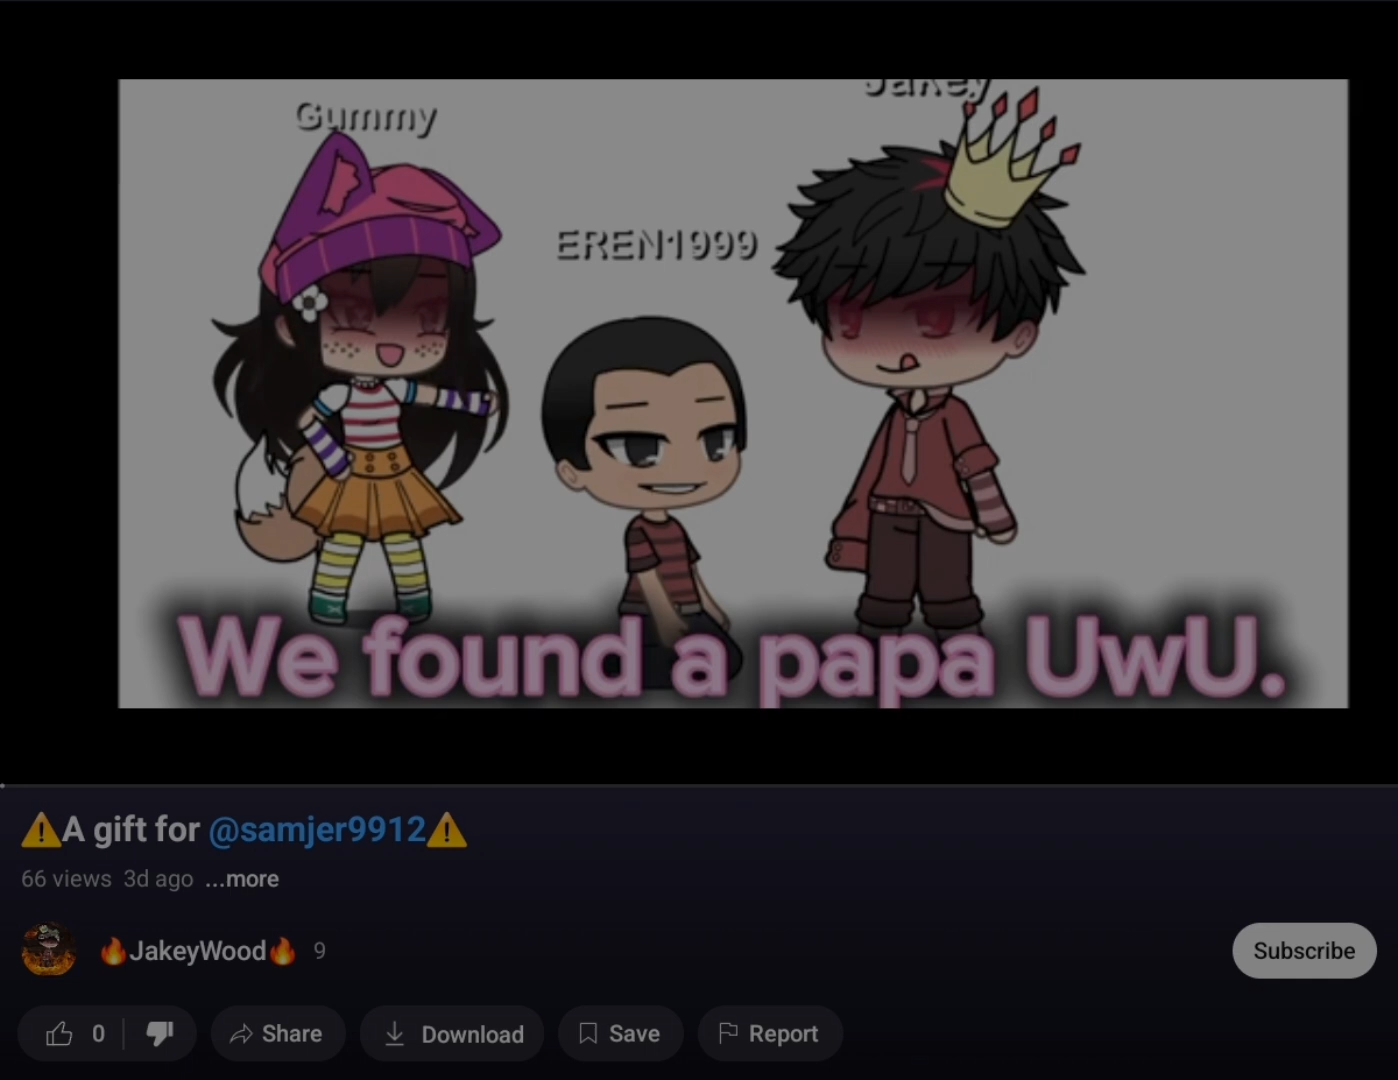 Jakey
Gummy
EREN1999
We found a papa UwU.
⚠️A gift for @samjer9912⚠️
66 views 3d ago ...more
🔥JakeyWood🔥 9
Subscribe
0
Share
Download
Save
Report